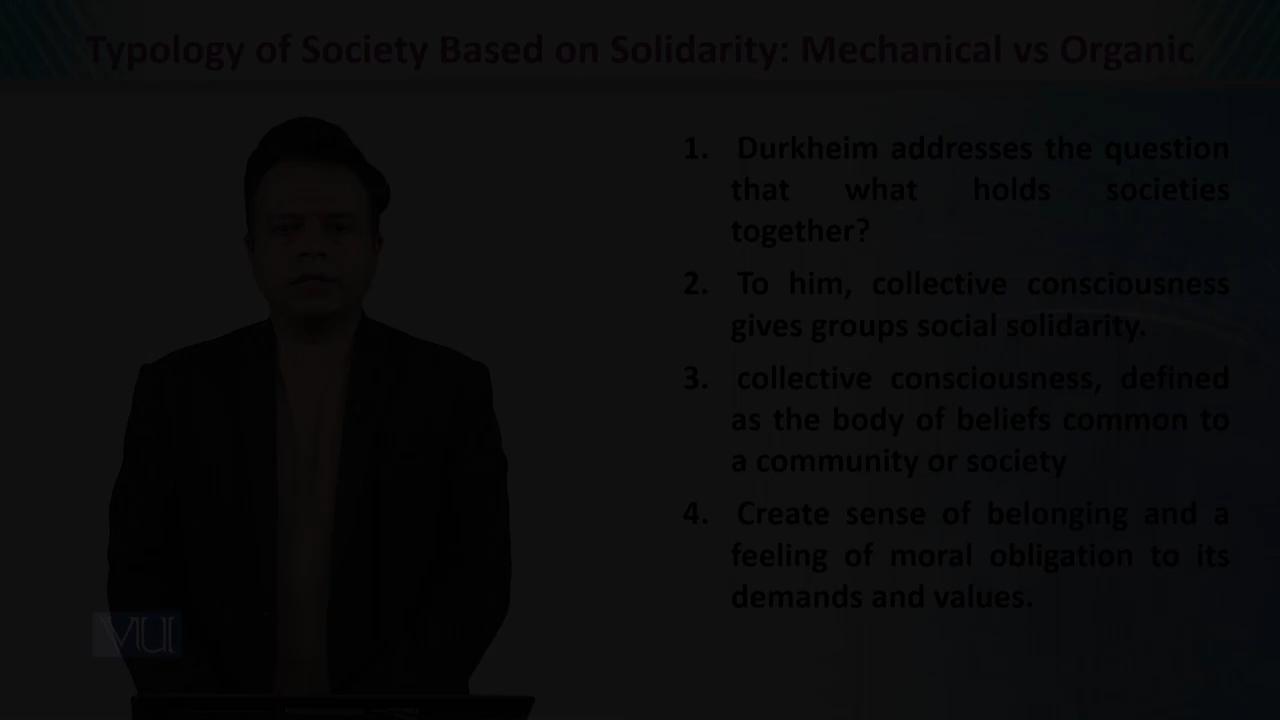 Typology of Society Based on Solidarity: Mechanical vs Organic
1. Durkheim addresses the question
that what holds societies
together?
2. To him, collective consciousness
gives groups social solidarity.
3. collective consciousness, defined
as the body of beliefs common to
a community or society
4. Create sense of belonging and a
feeling of moral obligation to its
demands and values.
VUI